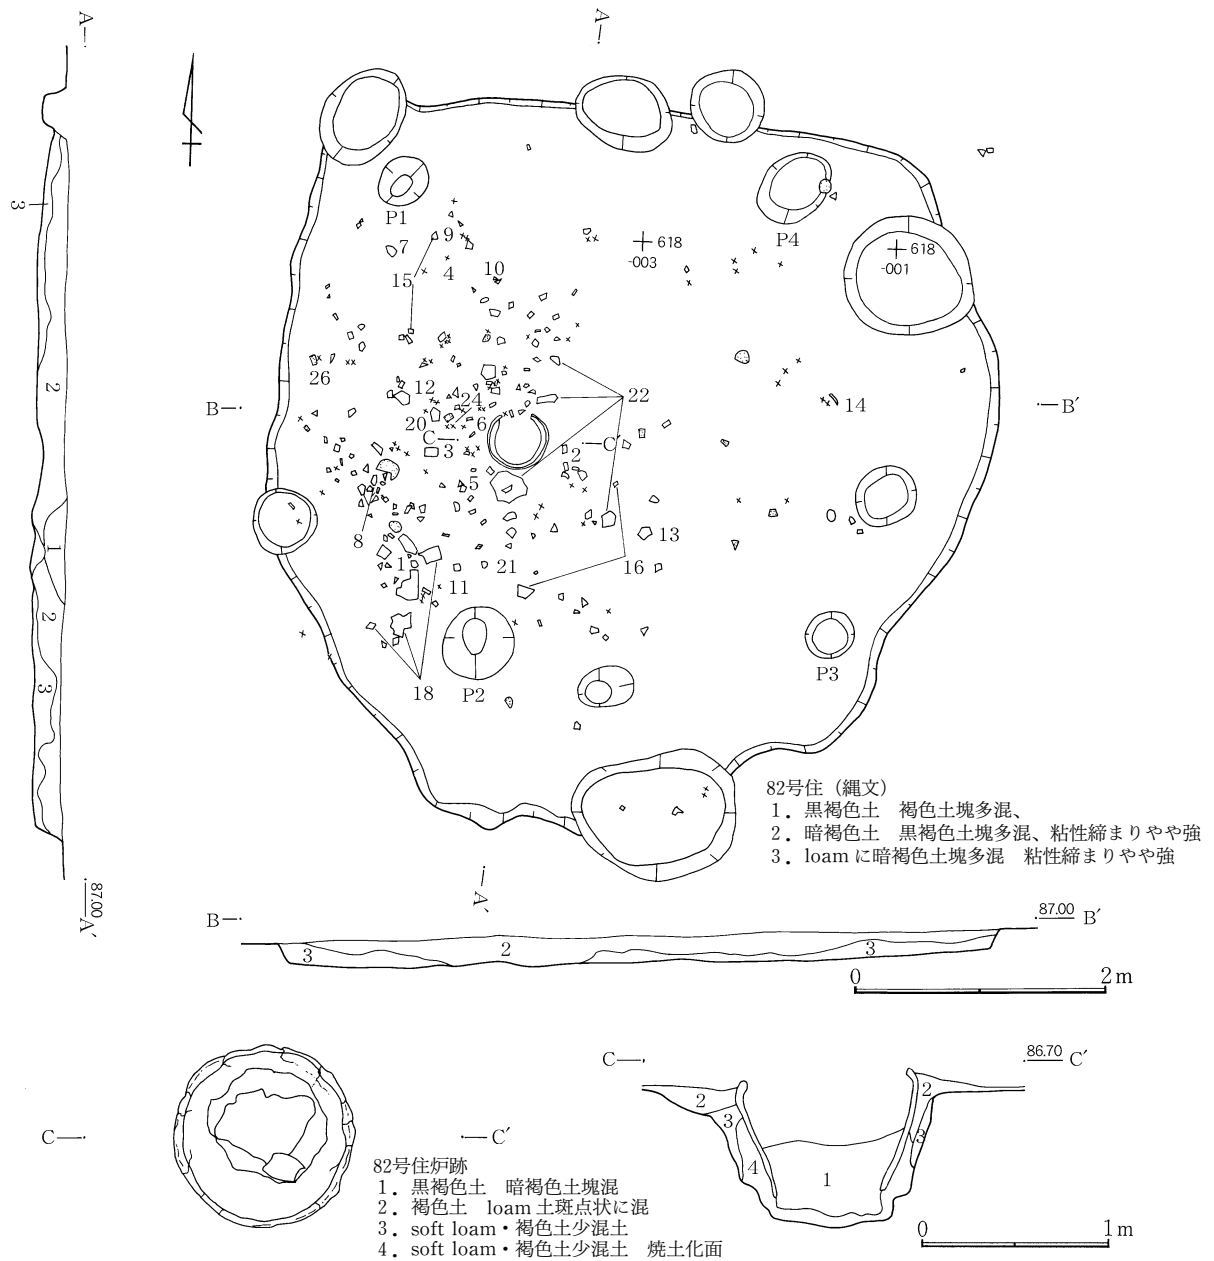 A
A
3
2
1
2
3
87.00
A′
P1
7
9
15
4
10
618
-003
P4
618
-001
26
12
24
20
6
22
B
B′
14
C
3
C′
2
5
8
13
1
21
16
11
18
P2
P3
82号住（縄文）
1．黒褐色土　褐色土塊多混、
2．暗褐色土　黒褐色土塊多混、粘性締まりやや強
3．loam に暗褐色土塊多混　粘性締まりやや強
A′
B
87.00 B′
3
2
3
0 2m
C
86.70 C′
2
3
4
1
2
3
C
C′
82号住炉跡
1．黒褐色土　暗褐色土塊混
2．褐色土　loam 土斑点状に混
3．soft loam・褐色土少混土
4．soft loam・褐色土少混土　焼土化面
0 1m